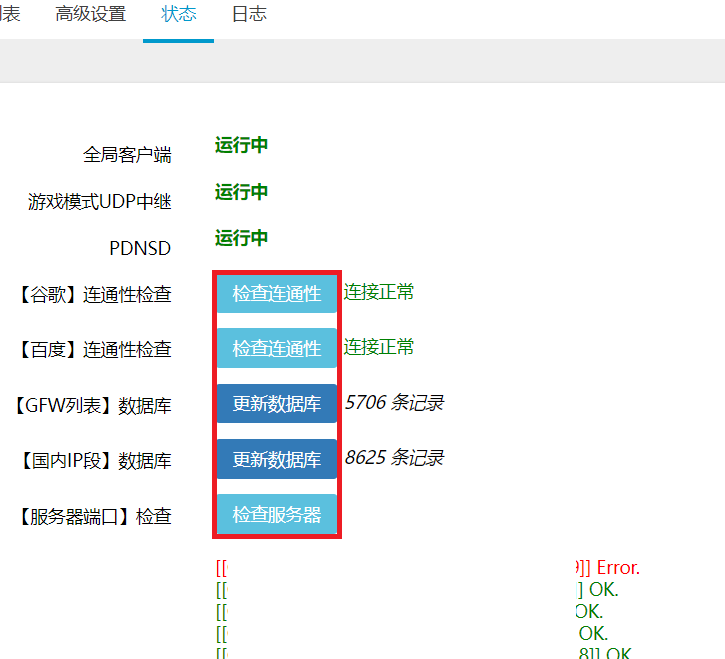 列表 高级设置 状态 日志
全局客户端 运行中
游戏模式UDP中继 运行中
PDNSD 运行中
【谷歌】连通性检查 检查连通性 连接正常
【百度】连通性检查 检查连通性 连接正常
【GFW列表】数据库 更新数据库 5706 条记录
【国内IP段】数据库 更新数据库 8625 条记录
【服务器端口】检查 检查服务器
[[ 9]] Error.
[[ ]] OK.
[[ OK.
[[ OK.
[[ 8]] OK